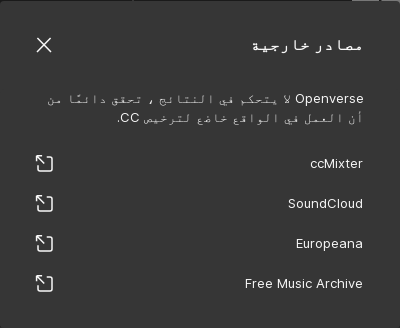 مصادر خارجية
Openverse لا يتحكم في النتائج ، تحقق دائمًا من
أن العمل في الواقع خاضع لترخيص CC.
ccMixter
SoundCloud
Europeana
Free Music Archive